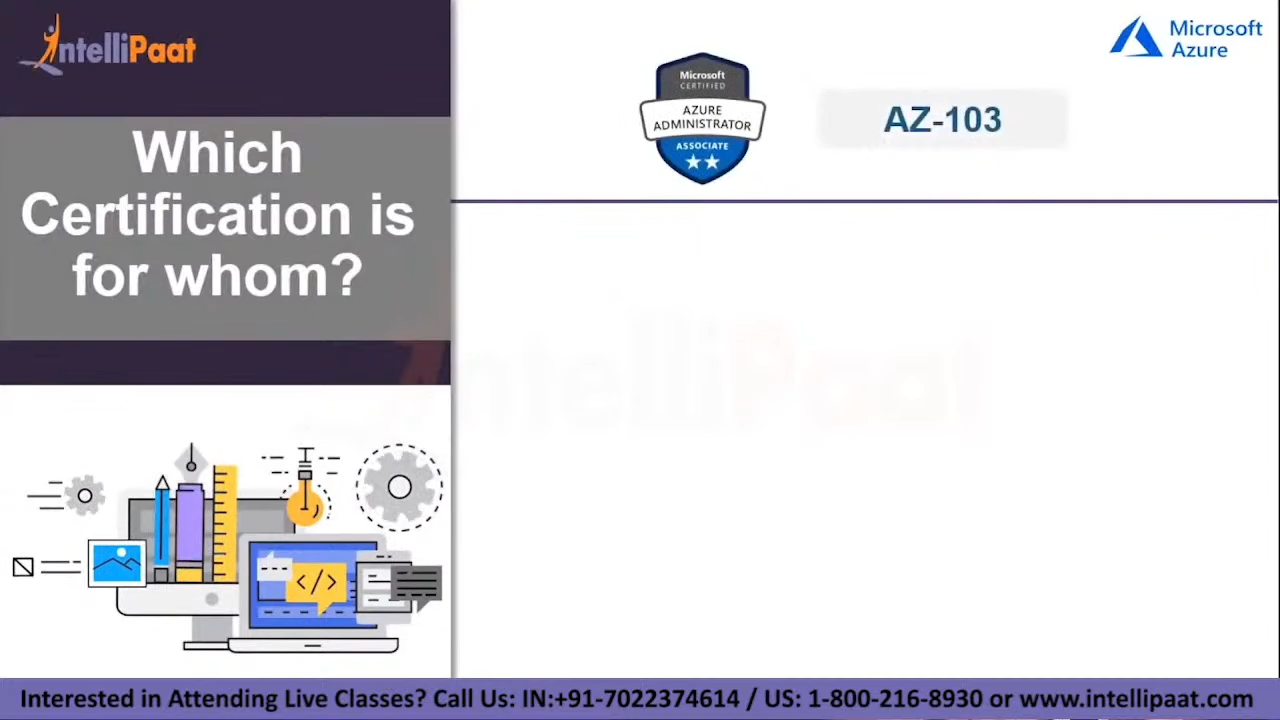 IntelliPaat
Which
Certification is
for whom?
Microsoft
CERTIFIED
AZURE
ADMINISTRATOR
ASSOCIATE
AZ-103
Microsoft
Azure
IntelliPaat
</>
Interested in Attending Live Classes? Call Us: IN:+91-7022374614 / US: 1-800-216-8930 or www.intellipaat.com